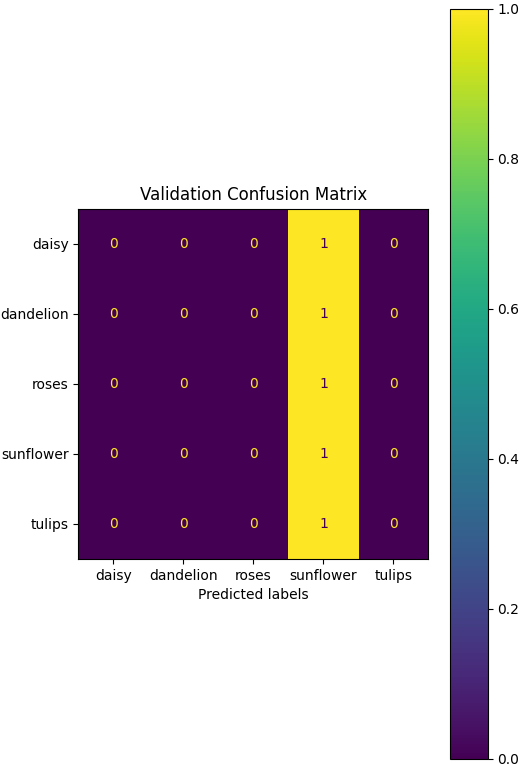 1.0
Validation Confusion Matrix
0.8
daisy 0 0 0 1 0
dandelion 0 0 0 1 0
0.6
roses 0 0 0 1 0
sunflower 0 0 0 1 0
0.4
tulips 0 0 0 1 0
daisy dandelion roses sunflower tulips
Predicted labels
0.2
0.0